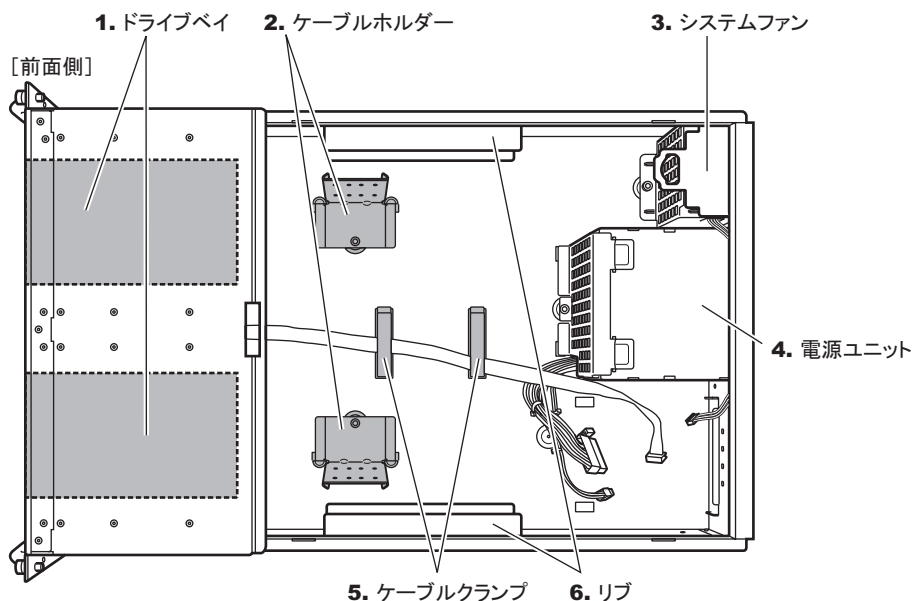 1. ドライブベイ
2. ケーブルホルダー
3. システムファン
［前面側］
4. 電源ユニット
5. ケーブルクランプ
6. リブ